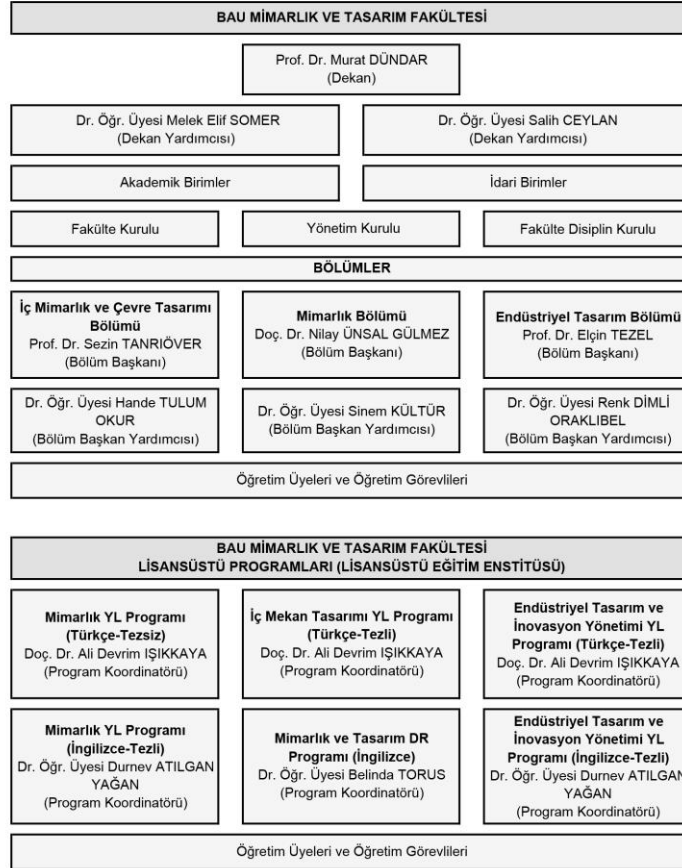 BAU MİMARLIK VE TASARIM FAKÜLTESİ
Prof. Dr. Murat DÜNDAR
(Dekan)
Dr. Öğr. Üyesi Melek Elif SOMER
(Dekan Yardımcısı)
Dr. Öğr. Üyesi Salih CEYLAN
(Dekan Yardımcısı)
Akademik Birimler
İdari Birimler
Fakülte Kurulu
Yönetim Kurulu
Fakülte Disiplin Kurulu
BÖLÜMLER
İç Mimarlık ve Çevre Tasarımı
Bölümü
Prof. Dr. Sezin TANRIÖVER
(Bölüm Başkanı)
Mimarlık Bölümü
Doç. Dr. Nilay ÜNSAL GÜLMEZ
(Bölüm Başkanı)
Endüstriyel Tasarım Bölümü
Prof. Dr. Elçin TEZEL
(Bölüm Başkanı)
Dr. Öğr. Üyesi Hande TULUM
OKUR
(Bölüm Başkan Yardımcısı)
Dr. Öğr. Üyesi Sinem KÜLTÜR
(Bölüm Başkan Yardımcısı)
Dr. Öğr. Üyesi Renk DİMLİ
ORAKLIBEL
(Bölüm Başkan Yardımcısı)
Öğretim Üyeleri ve Öğretim Görevlileri
BAU MİMARLIK VE TASARIM FAKÜLTESİ
LİSANSÜSTÜ PROGRAMLARI (LİSANSÜSTÜ EĞİTİM ENSTİTÜSÜ)
Mimarlık YL Programı
(Türkçe-Tezsiz)
Doç. Dr. Ali Devrim IŞIKKAYA
(Program Koordinatörü)
İç Mekan Tasarımı YL Programı
(Türkçe-Tezli)
Doç. Dr. Ali Devrim IŞIKKAYA
(Program Koordinatörü)
Endüstriyel Tasarım ve
İnovasyon Yönetimi YL
Programı (Türkçe-Tezli)
Doç. Dr. Ali Devrim IŞIKKAYA
(Program Koordinatörü)
Mimarlık YL Programı
(İngilizce-Tezli)
Dr. Öğr. Üyesi Durnev ATILGAN
YAĞAN
(Program Koordinatörü)
Mimarlık ve Tasarım DR
Programı (İngilizce)
Dr. Öğr. Üyesi Belinda TORUS
(Program Koordinatörü)
Endüstriyel Tasarım ve
İnovasyon Yönetimi YL
Programı (İngilizce-Tezli)
Dr. Öğr. Üyesi Durnev ATILGAN
YAĞAN
(Program Koordinatörü)
Öğretim Üyeleri ve Öğretim Görevlileri